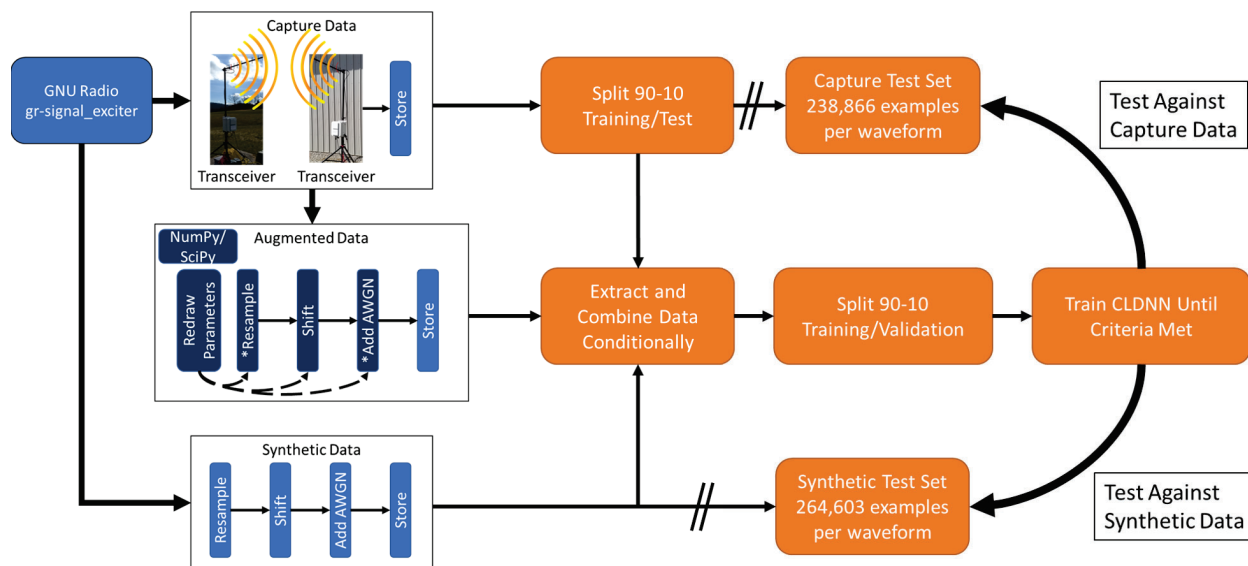 Capture Data
GNU Radio
gr-signal_exciter
Transceiver
Transceiver
Store
Split 90-10
Training/Test
Capture Test Set
238,866 examples
per waveform
Test Against
Capture Data
NumPy/
SciPy
Augmented Data
Redraw
Parameters
*Resample
Shift
*Add AWGN
Store
Extract and
Combine Data
Conditionally
Split 90-10
Training/Validation
Train CLDNN Until
Criteria Met
Synthetic Data
Resample
Shift
Add AWGN
Store
Synthetic Test Set
264,603 examples
per waveform
Test Against
Synthetic Data